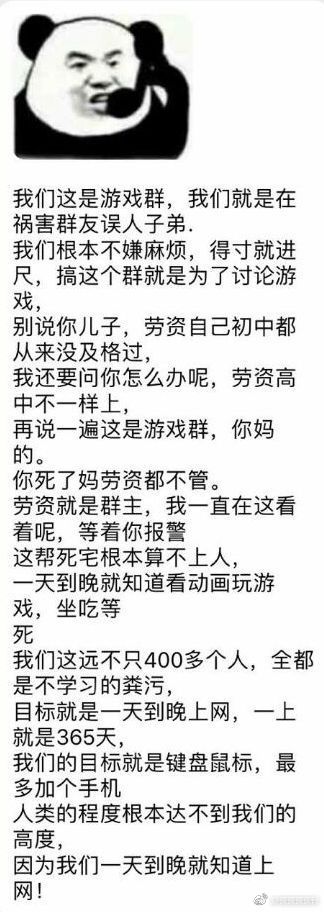 我们这是游戏群，我们就是在
祸害群友误人子弟.
我们根本不嫌麻烦，得寸就进
尺，搞这个群就是为了讨论游
戏，
别说你儿子，劳资自己初中都
从来没及格过，
我还要问你怎么办呢，劳资高
中不一样上，
再说一遍这是游戏群，你妈
的。
你死了妈劳资都不管。
劳资就是群主，我一直在这看
着呢，等着你报警
这帮死宅根本算不上人，
一天到晚就知道看动画玩游
戏，坐吃等
死
我们这远不只400多个人，全都
是不学习的粪污，
目标就是一天到晚上网，一上
就是365天，
我们的目标就是键盘鼠标，最
多加个手机
人类的程度根本达不到我们的
高度，
因为我们一天到晚就知道上
网！